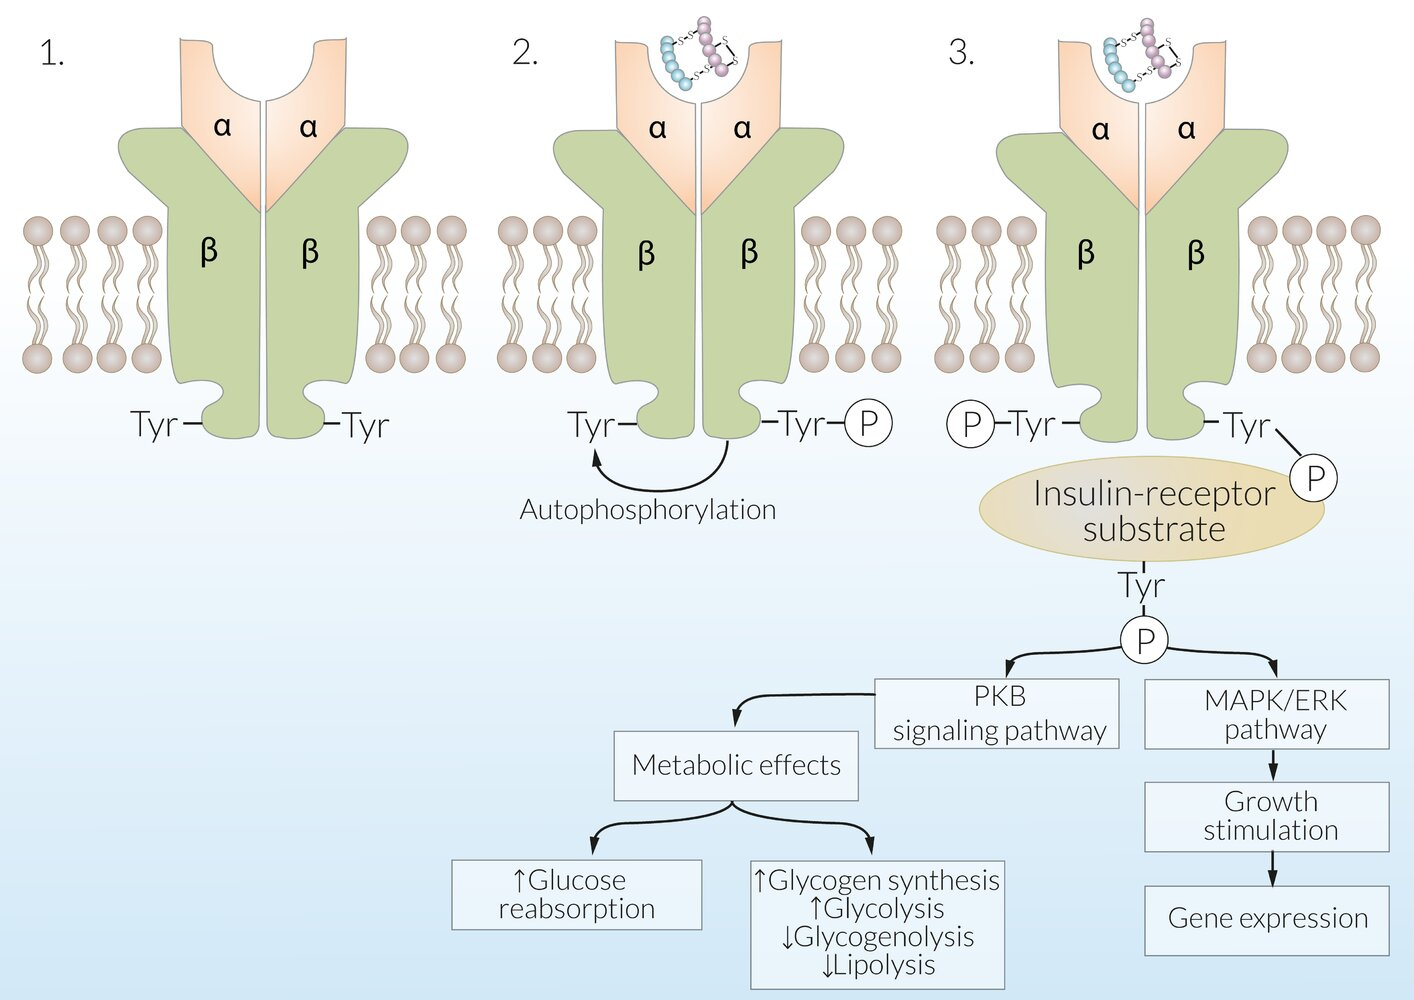 1.
α α
β β
Tyr Tyr
2.
S S S
S S S
α α
β β
Tyr Tyr P
Autophosphorylation
3.
S S S
S S S
α α
β β
P Tyr Tyr
P
Insulin-receptor
substrate
Tyr
P
PKB
signaling pathway
MAPK/ERK
pathway
Metabolic effects
Growth
stimulation
↑Glucose
reabsorption
↑Glycogen synthesis
↑Glycolysis
↓Glycogenolysis
↓Lipolysis
Gene expression